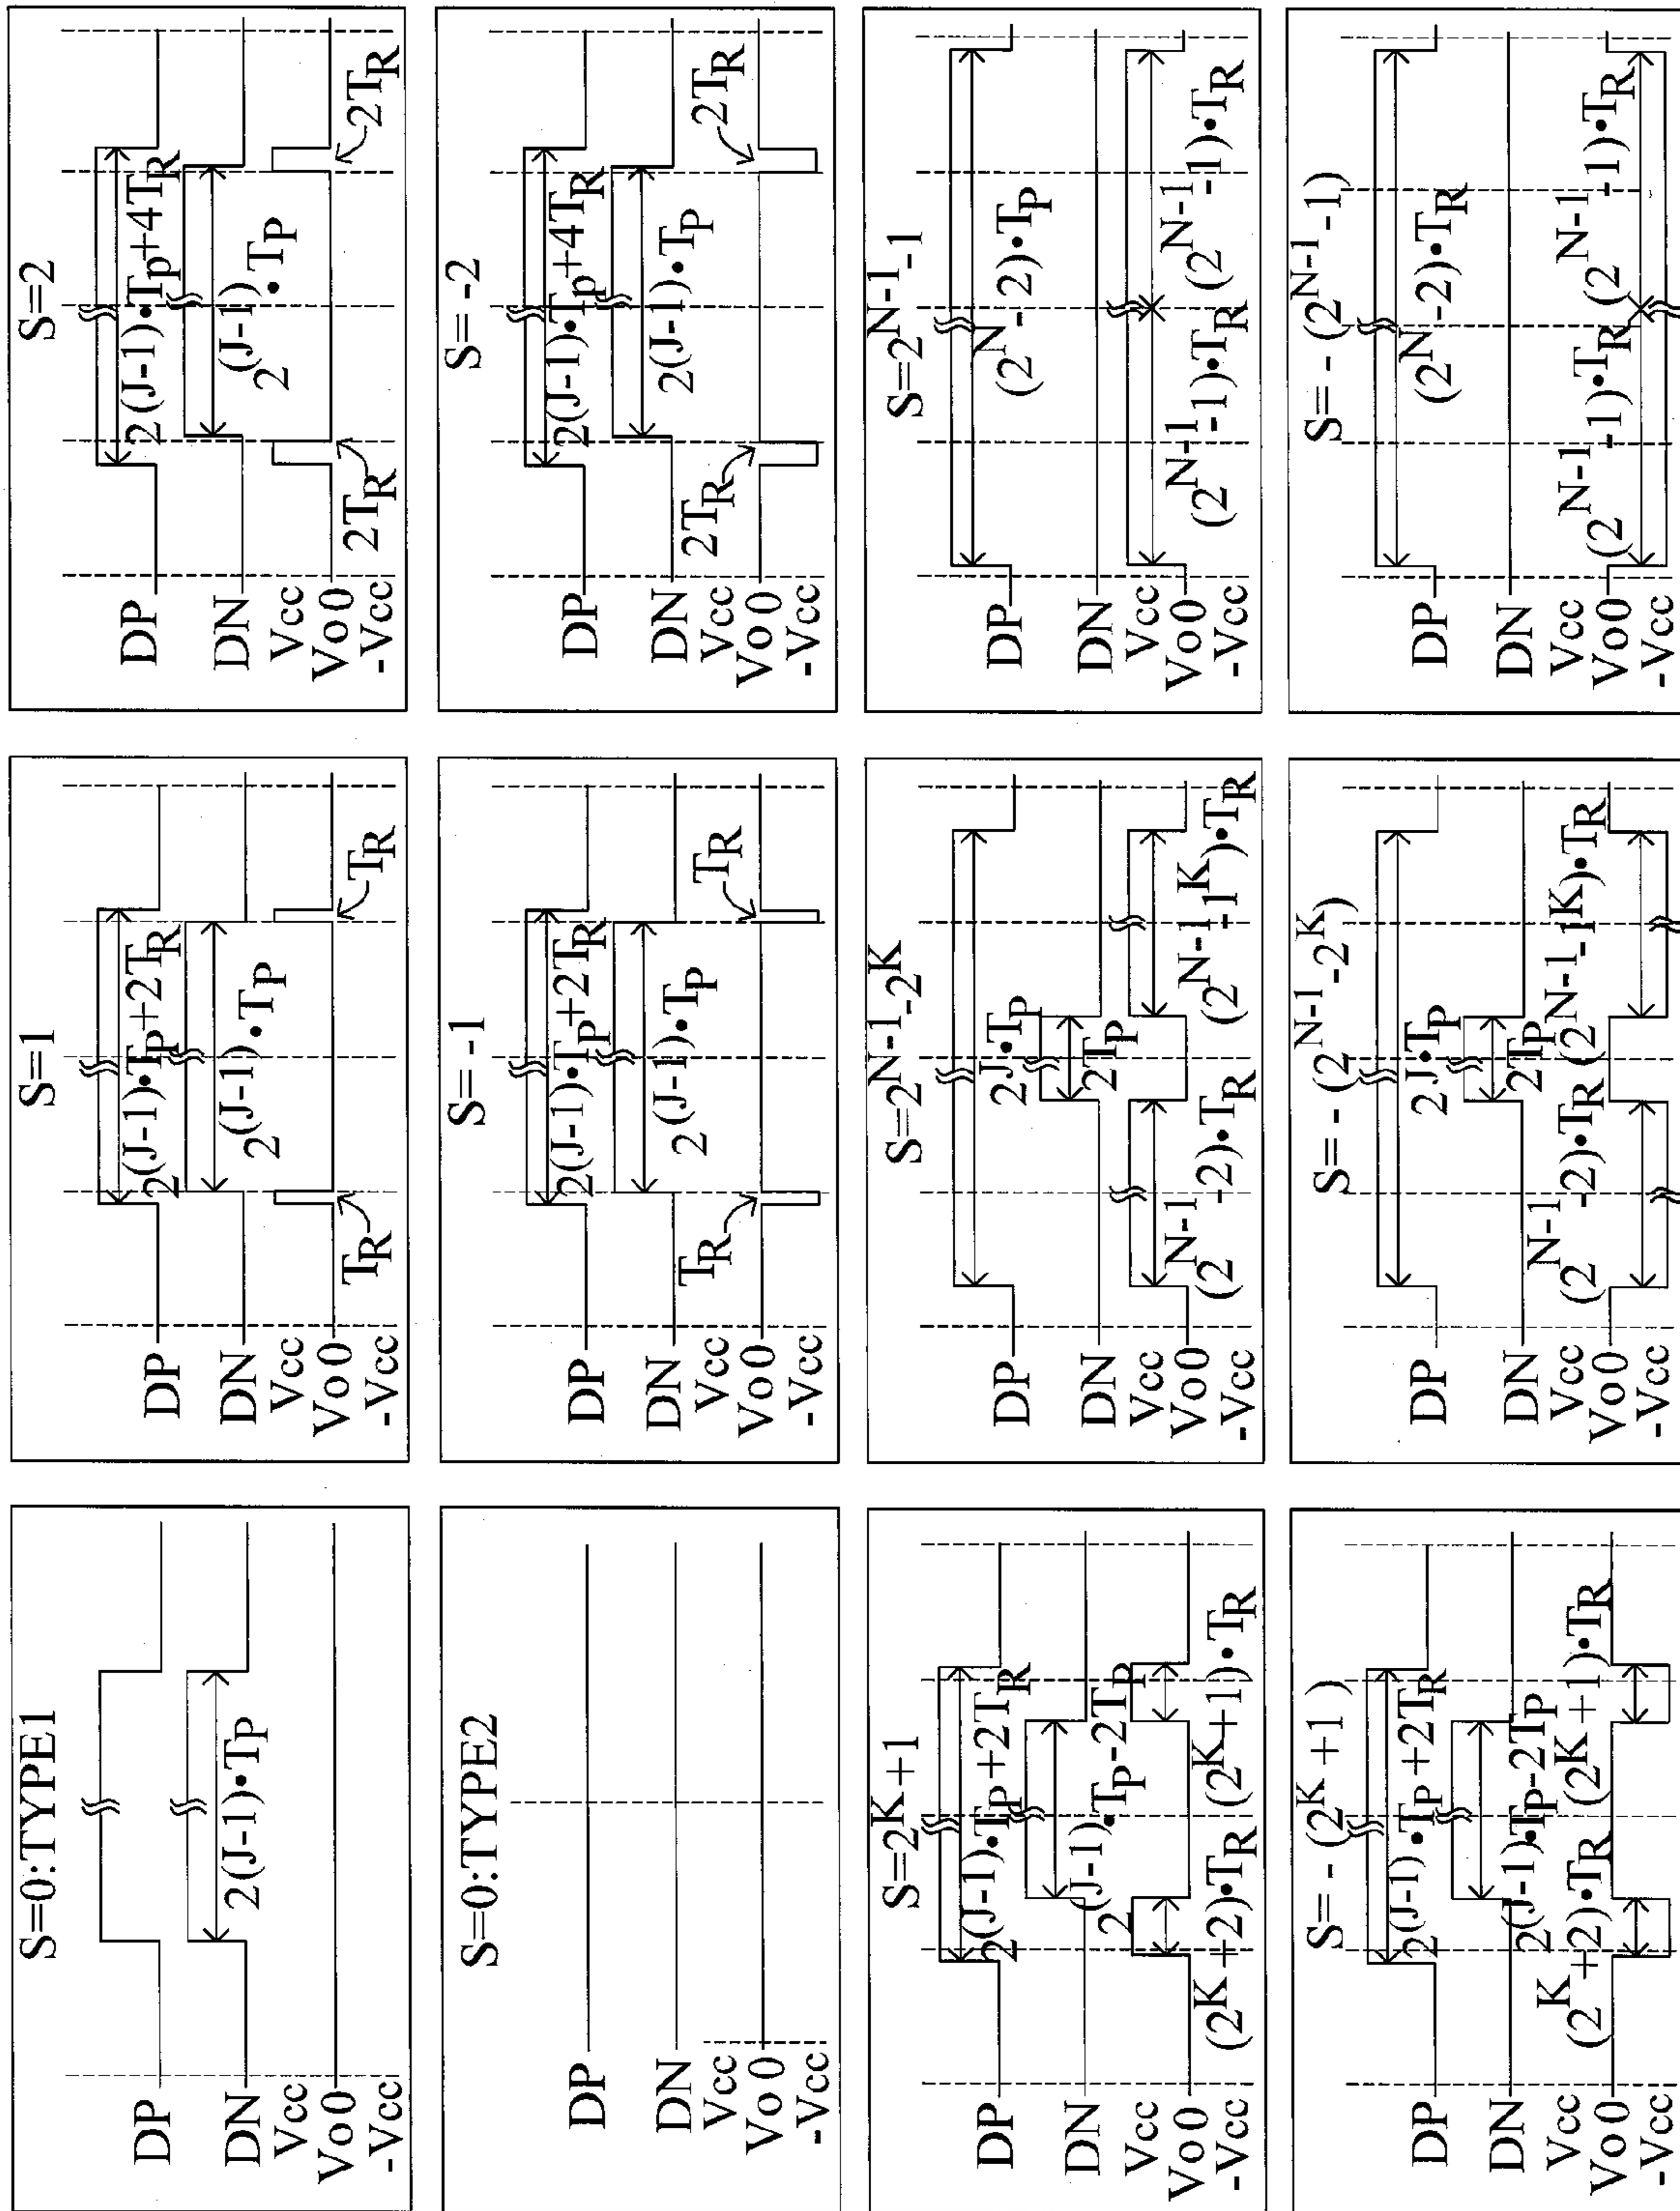 S=0:TYPE1
DP
DN
2(J-1)•TP
Vcc
Vo 0
-Vcc
S=1
DP
2(J-1)•TP+2TR
DN
2(J-1)•TP
Vcc
Vo 0
-Vcc
TR
TR
S=2
DP
2(J-1)•Tp+4TR
DN
2(J-1)•TP
Vcc
Vo 0
-Vcc
2TR
2TR
S=0:TYPE2
DP
DN
Vcc
Vo 0
-Vcc
S= -1
DP
2(J-1)•TP+2TR
DN
2(J-1)•TP
Vcc
Vo 0
-Vcc
TR
TR
S= -2
DP
2(J-1)•Tp+4TR
DN
2(J-1)•TP
Vcc
Vo 0
-Vcc
2TR
2TR
S=2K+1
DP
2(J-1)•TP+2TR
DN
2(J-1)•TP-2TP
Vcc
Vo 0
-Vcc
(2K+2)•TR
(2K+1)•TR
S=2N-1-2K
DP
2J•TP
DN
2TP
Vcc
Vo 0
-Vcc
(2N-1-2)•TR
(2N-1-1K)•TR
S=2N-1-1
DP
(2N-2)•TP
DN
Vcc
Vo 0
-Vcc
(2N-1-1)•TR
(2N-1-1)•TR
S= - (2K+1)
DP
2(J-1)•TP+2TR
DN
2(J-1)•TP-2TP
Vcc
Vo 0
-Vcc
(2K+2)•TR
(2K+1)•TR
S= - (2N-1-2K)
DP
2J•TP
DN
2TP
Vcc
Vo 0
-Vcc
(2N-1-2)•TR
(2N-1-1K)•TR
S= - (2N-1-1)
DP
(2N-2)•TR
DN
Vcc
Vo 0
-Vcc
(2N-1-1)•TR
(2N-1-1)•TR